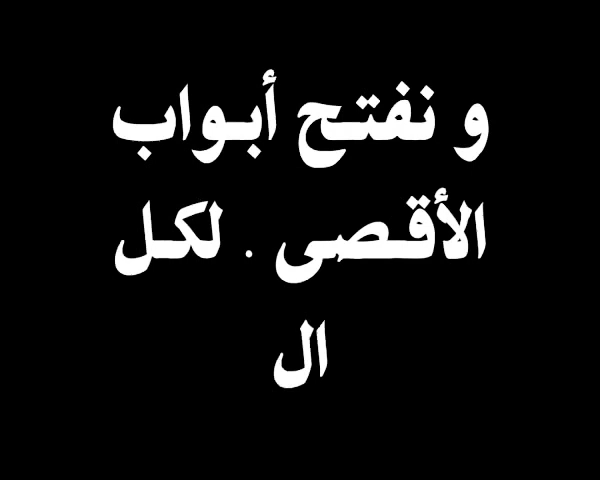 و نفتح أبواب
الأقصى . لكل
ال